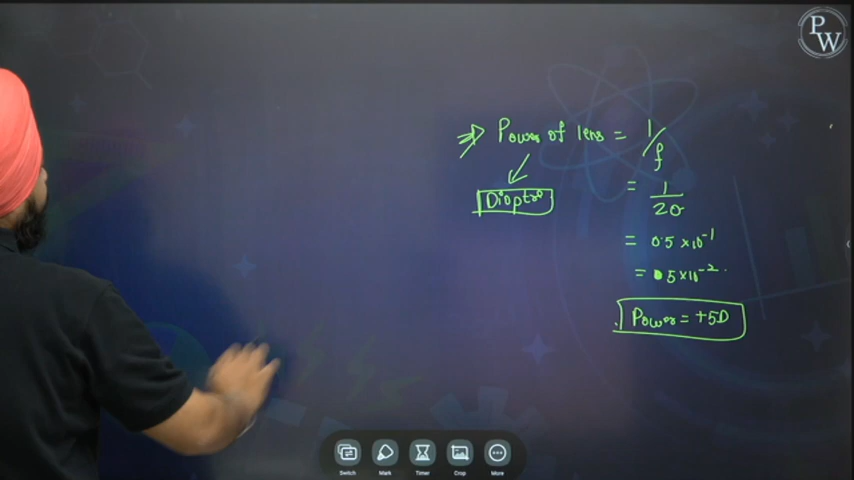 PW
⇒ Power of lens = 1/f
Dioptre
= 1/20
= 0.5 × 10⁻¹
= 05 × 10⁻²
Power = +5D
Switch Mark Timer Crop More